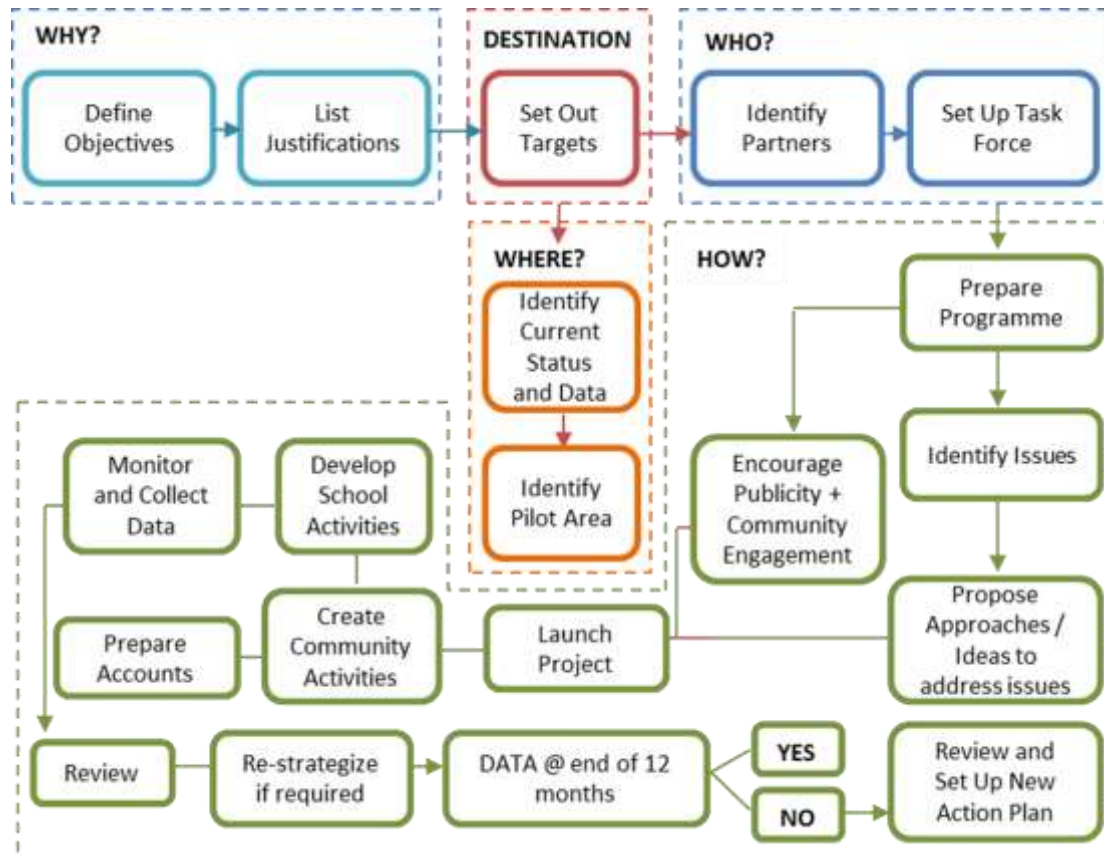 WHY?
Define
Objectives
List
Justifications
DESTINATION
Set Out
Targets
WHO?
Identify
Partners
Set Up Task
Force
WHERE?
Identify
Current
Status
and Data
Identify
Pilot Area
HOW?
Prepare
Programme
Identify Issues
Encourage
Publicity +
Community
Engagement
Propose
Approaches /
Ideas to
address issues
Launch
Project
Create
Community
Activities
Develop
School
Activities
Monitor
and Collect
Data
Prepare
Accounts
Review
Re-strategize
if required
DATA @ end of 12
months
YES
NO
Review and
Set Up New
Action Plan